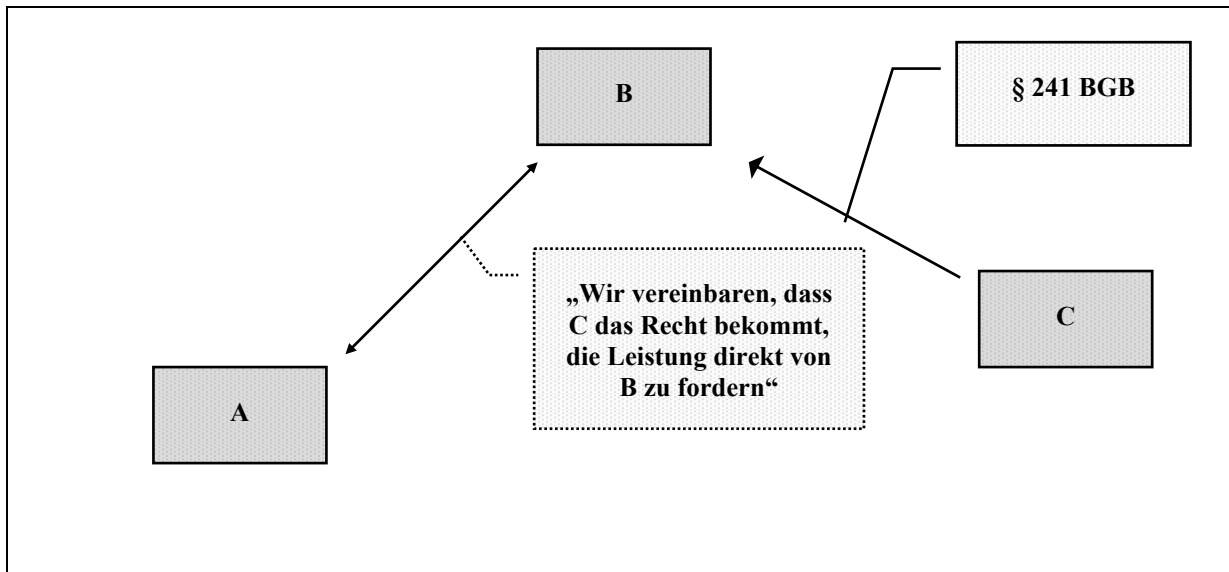 B
§ 241 BGB
„Wir vereinbaren, dass
C das Recht bekommt,
die Leistung direkt von
B zu fordern“
C
A